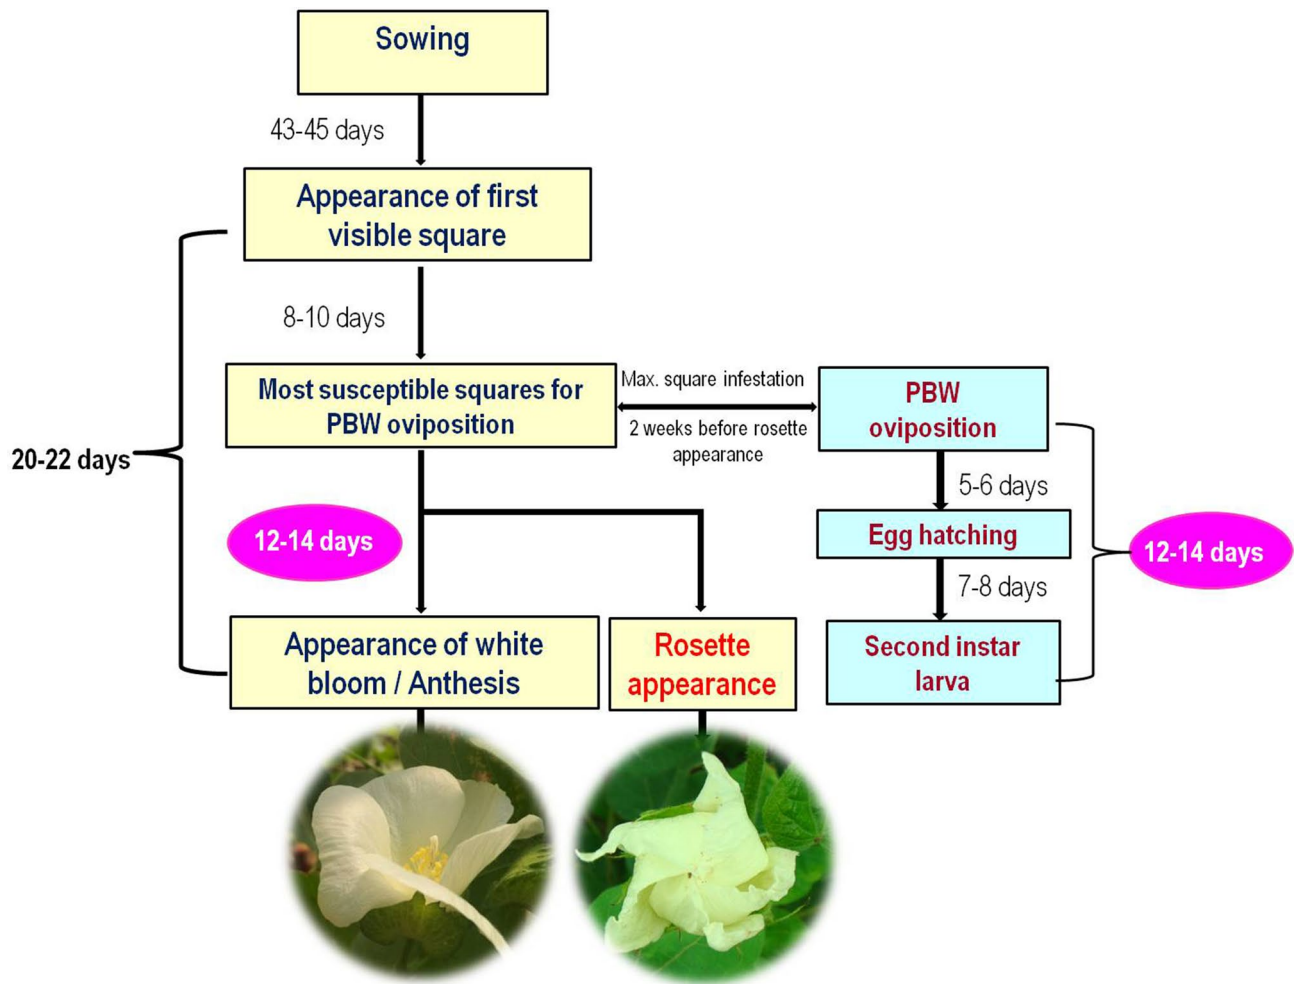 Sowing
43-45 days
Appearance of first
visible square
8-10 days
Most susceptible squares for
PBW oviposition
Max. square infestation
2 weeks before rosette
appearance
PBW
oviposition
20-22 days
5-6 days
12-14 days
Egg hatching
12-14 days
7-8 days
Appearance of white
bloom / Anthesis
Rosette
appearance
Second instar
larva